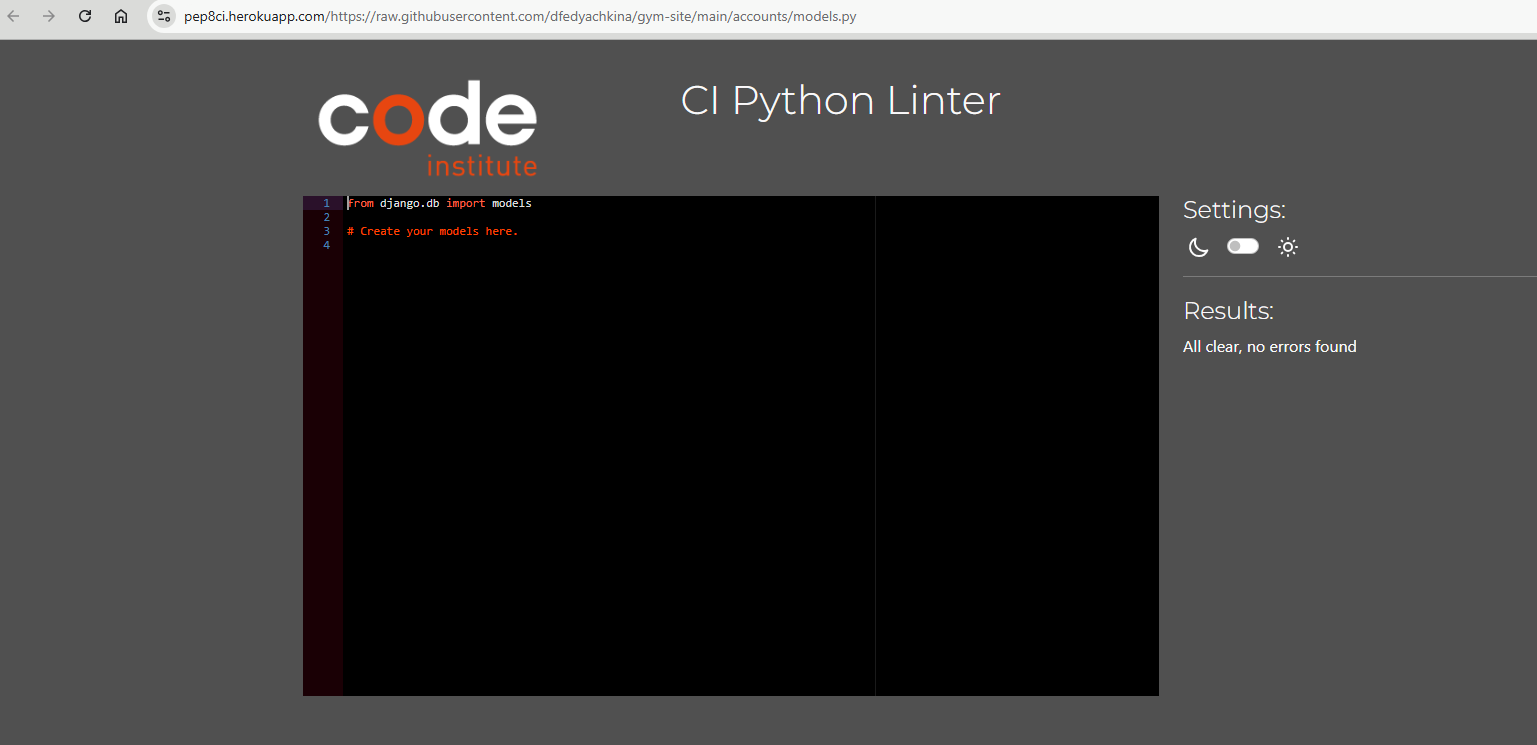 pep8ci.herokuapp.com/https://raw.githubusercontent.com/dfedyachkina/gym-site/main/accounts/models.py
code
institute
CI Python Linter
1 from django.db import models
2
3 # Create your models here.
4
Settings:
Results:
All clear, no errors found